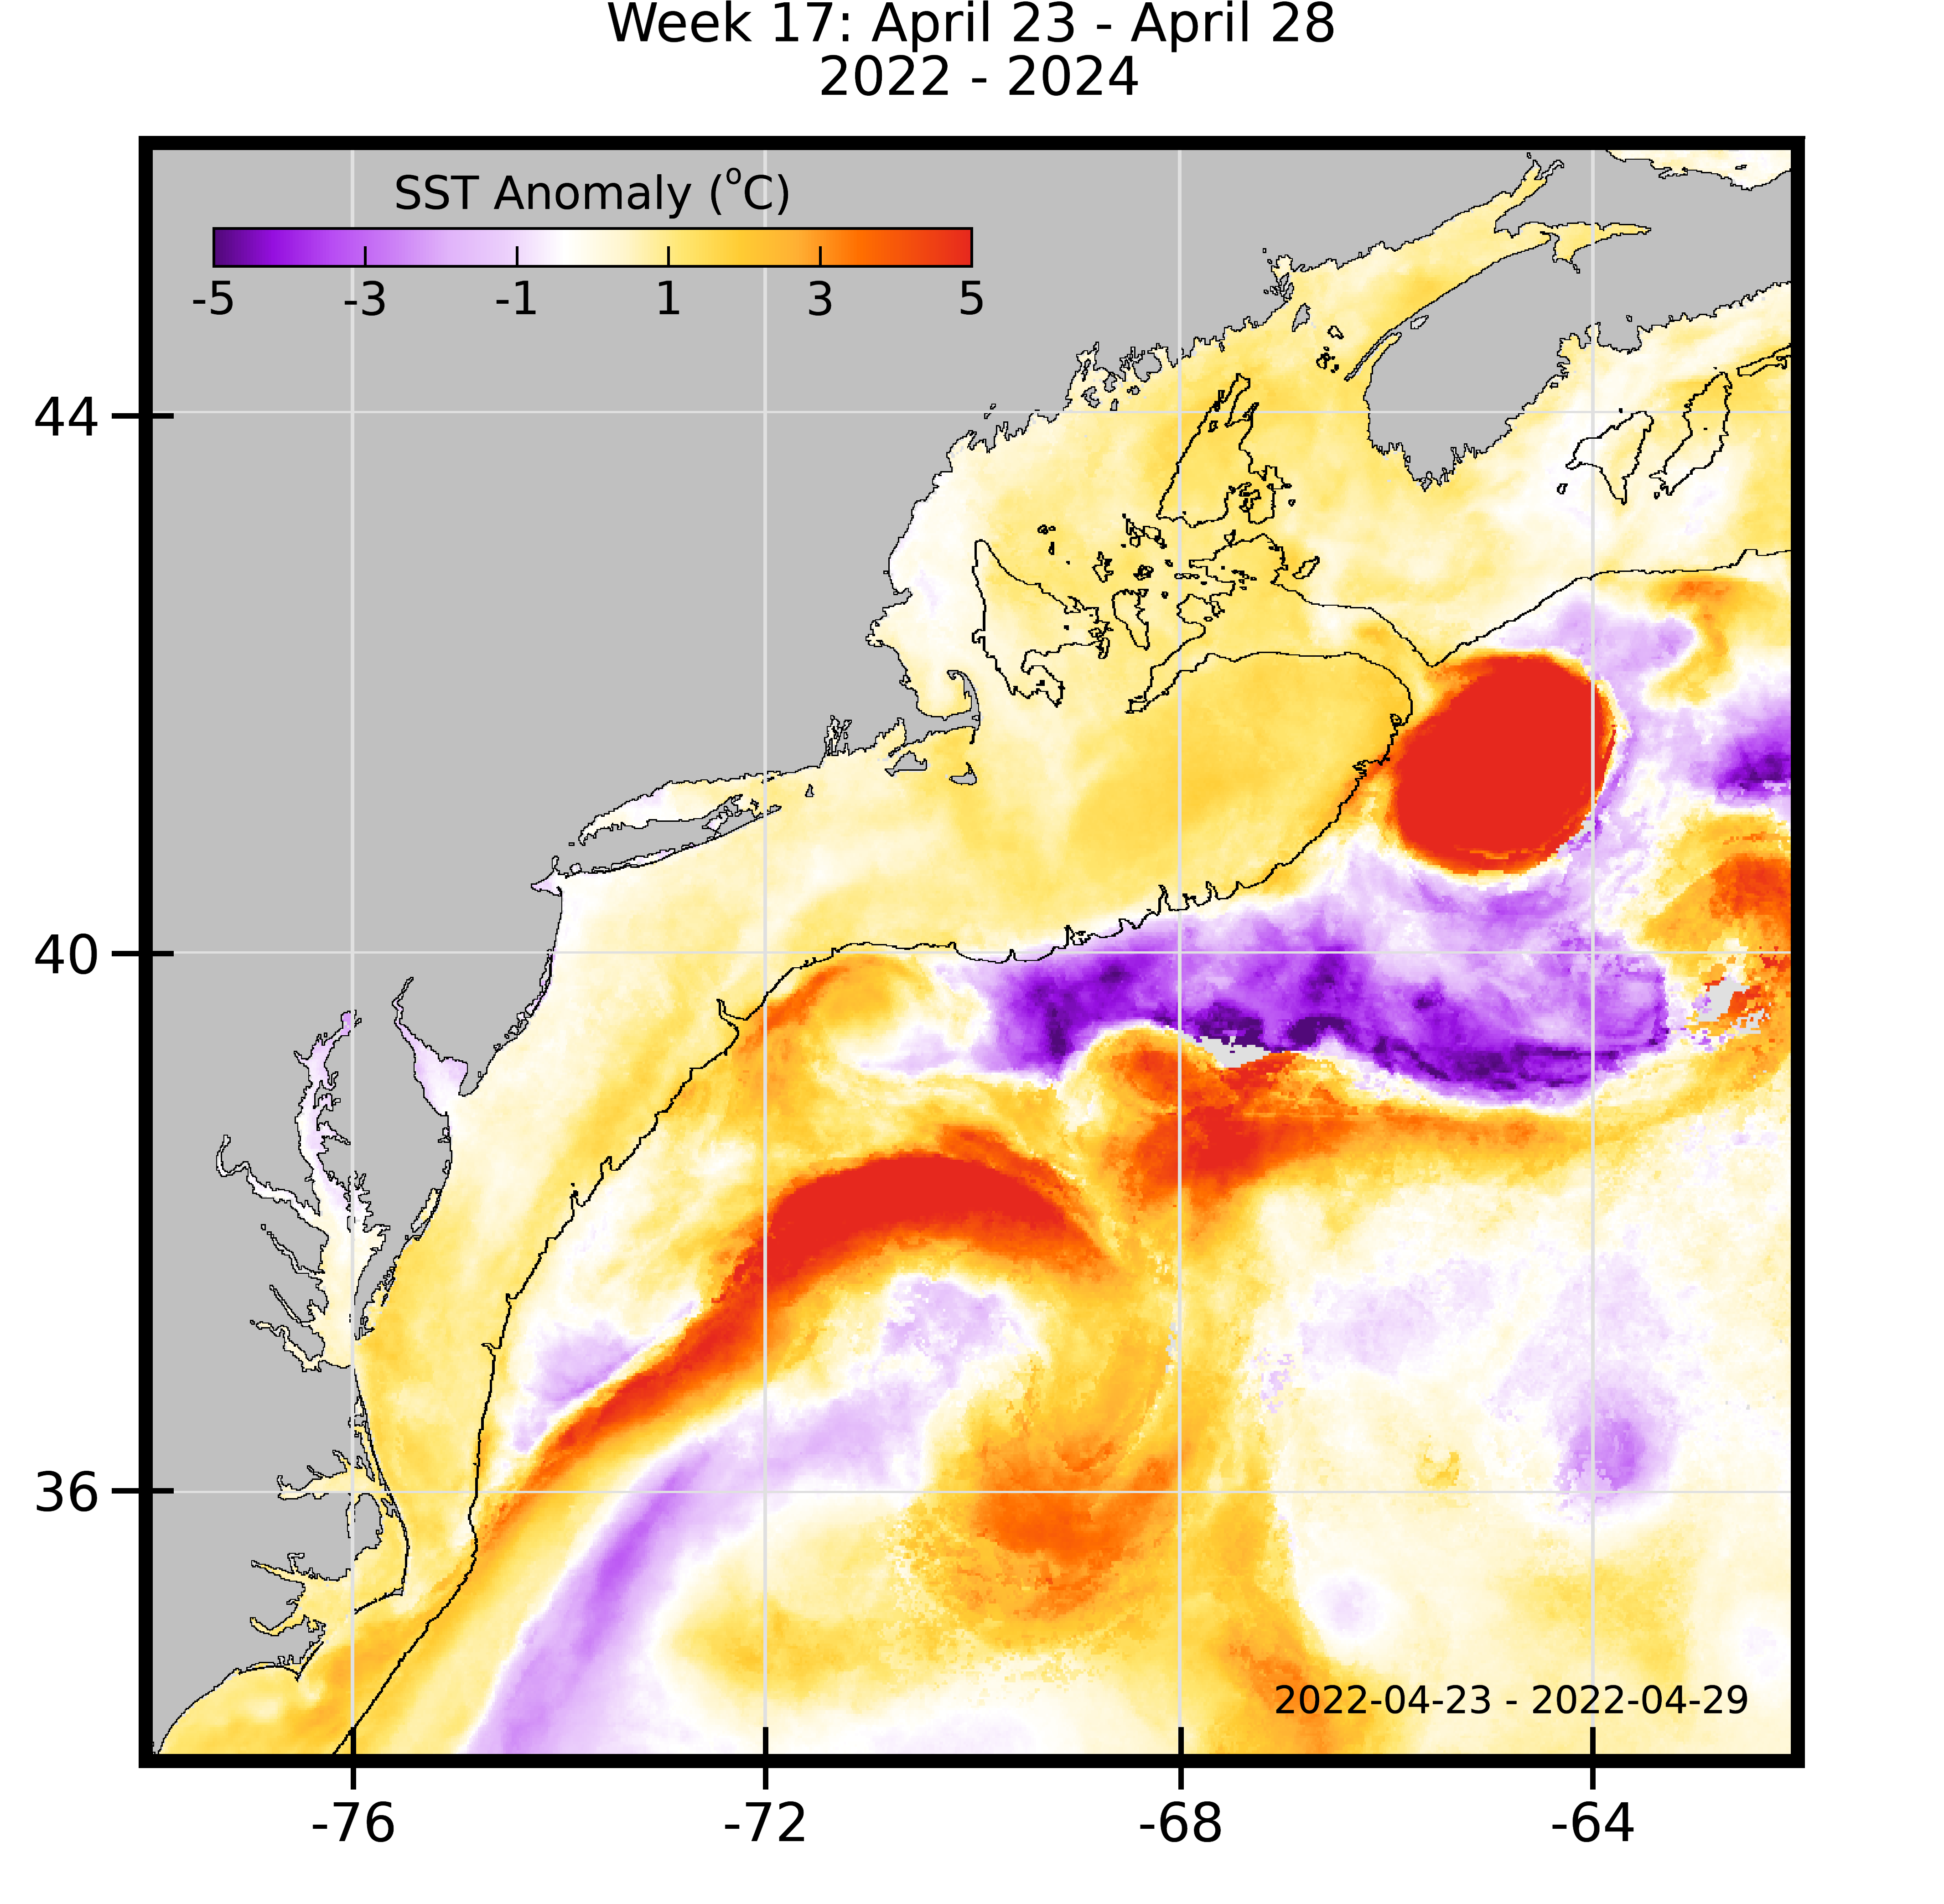 Week 17: April 23 - April 28
2022 - 2024
SST Anomaly (°C)
-5 -3 -1 1 3 5
44
40
36
2022-04-23 - 2022-04-29
-76 -72 -68 -64